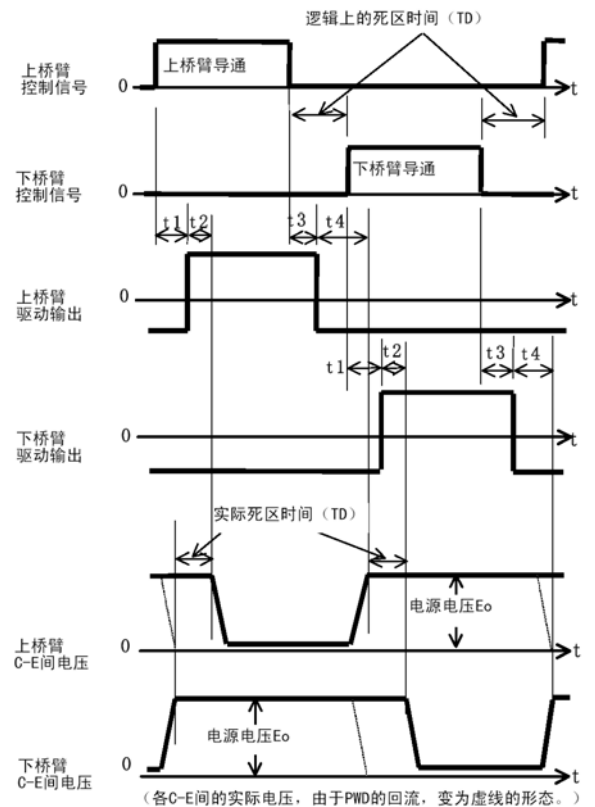 逻辑上的死区时间（TD）
上桥臂
控制信号
0
上桥臂导通
t
下桥臂
控制信号
0
下桥臂导通
t
t1 t2 t3 t4
上桥臂
驱动输出
0
t
t1 t2 t3 t4
下桥臂
驱动输出
0
t
实际死区时间（TD）
电源电压Eo
上桥臂
C-E间电压
0
t
电源电压Eo
下桥臂
C-E间电压
0
t
（各C-E间的实际电压，由于PWD的回流，变为虚线的形态。）